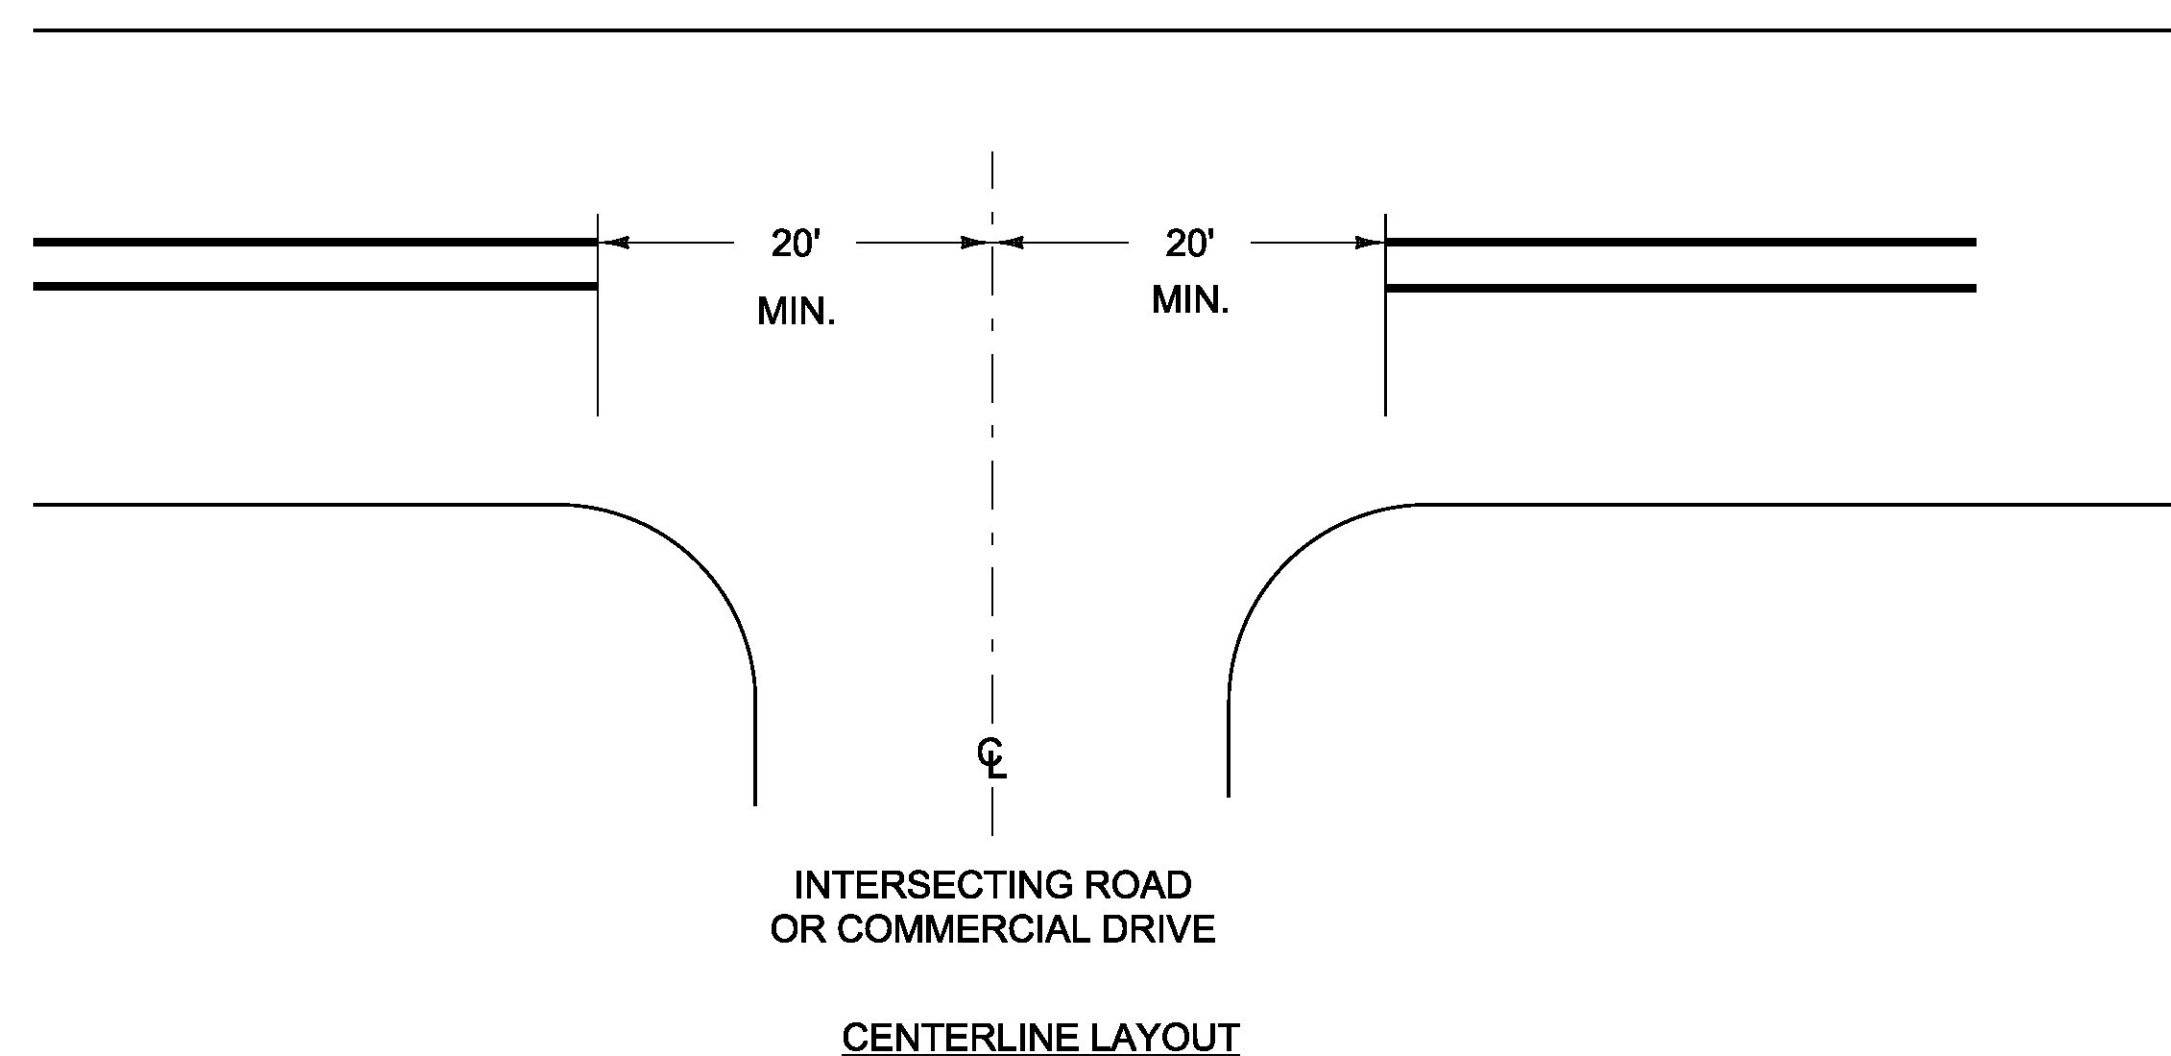 20' 20'
MIN. MIN.
℄
INTERSECTING ROAD
OR COMMERCIAL DRIVE
CENTERLINE LAYOUT